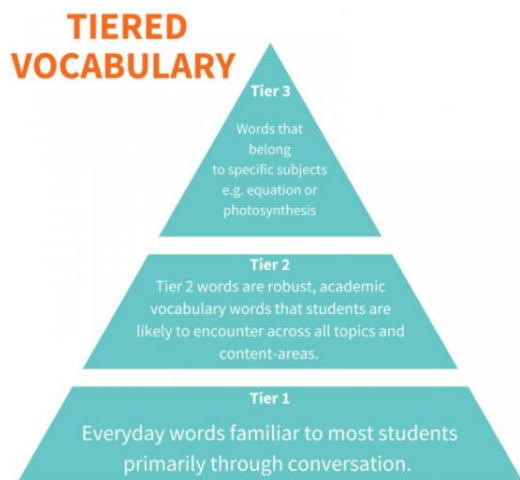 TIERED
VOCABULARY
Tier 3
Words that
belong
to specific subjects
e.g. equation or
photosynthesis
Tier 2
Tier 2 words are robust, academic
vocabulary words that students are
likely to encounter across all topics and
content-areas.
Tier 1
Everyday words familiar to most students
primarily through conversation.